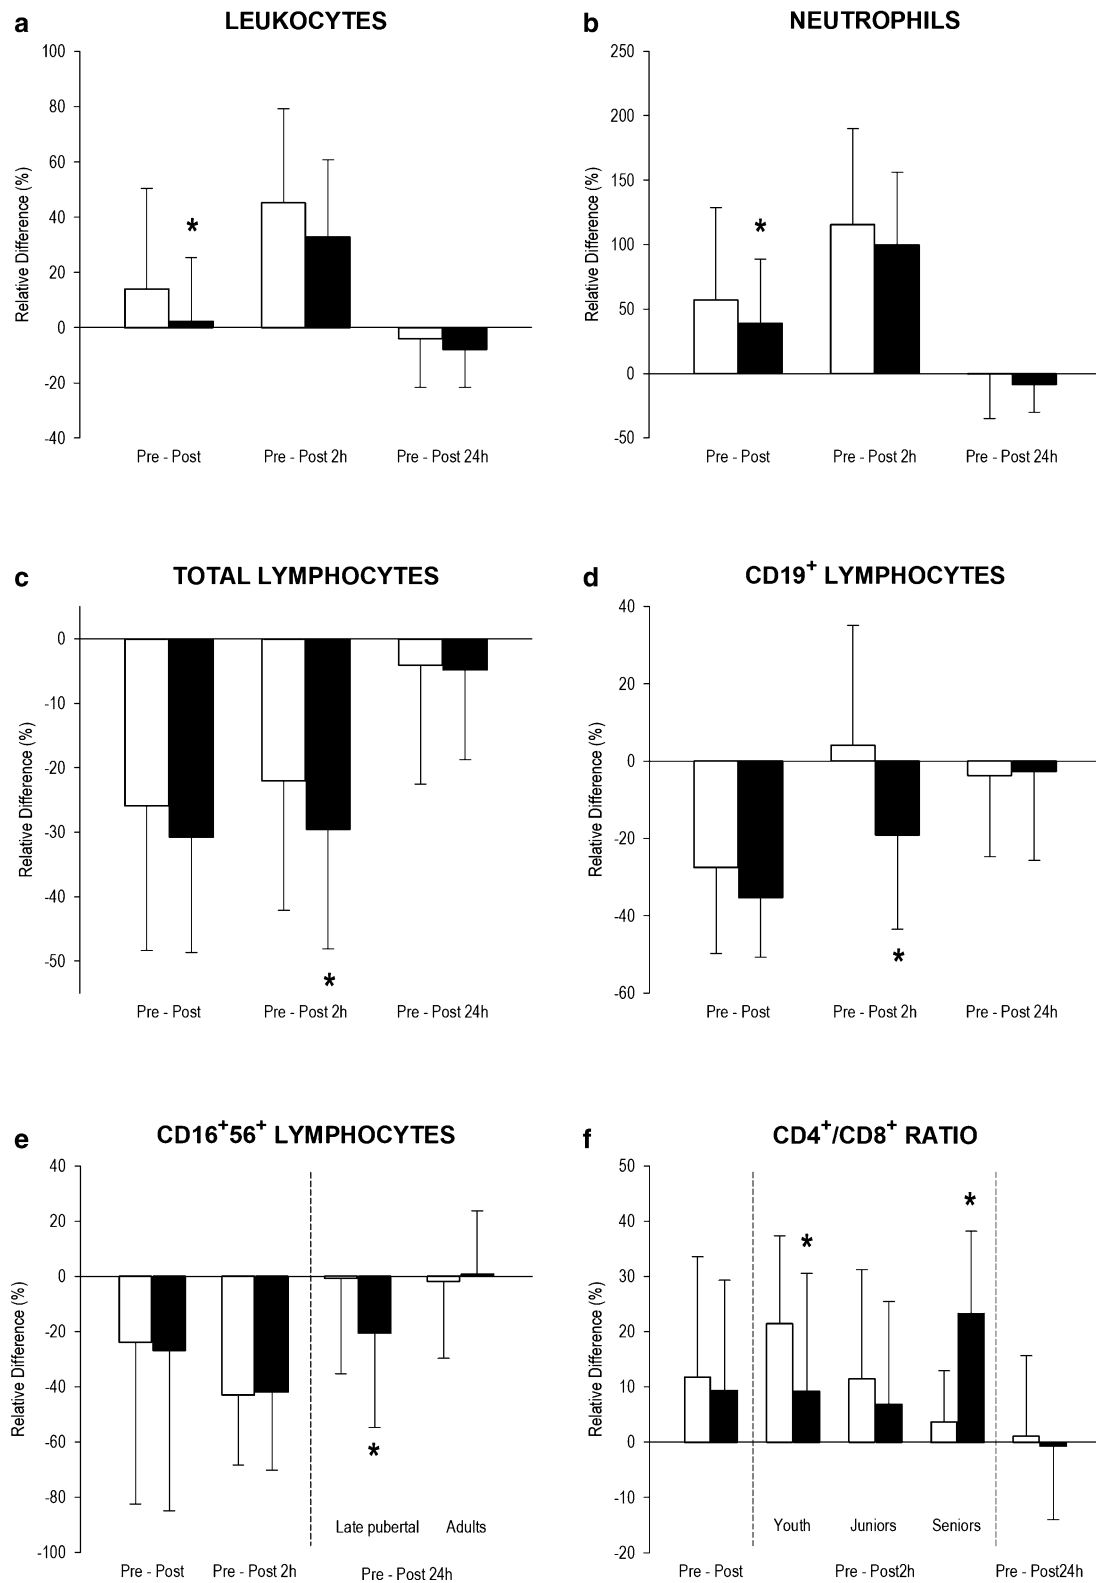 a LEUKOCYTES
100
80
60
40
20
0
-20
-40
Relative Difference (%)
Pre - Post Pre - Post 2h Pre - Post 24h
*
b NEUTROPHILS
250
200
150
100
50
0
-50
Relative Difference (%)
Pre - Post Pre - Post 2h Pre - Post 24h
*
c TOTAL LYMPHOCYTES
0
-10
-20
-30
-40
-50
Relative Difference (%)
*
Pre - Post Pre - Post 2h Pre - Post 24h
d CD19+ LYMPHOCYTES
40
20
0
-20
-40
-60
Relative Difference (%)
*
Pre - Post Pre - Post 2h Pre - Post 24h
e CD16+56+ LYMPHOCYTES
40
20
0
-20
-40
-60
-80
-100
Relative Difference (%)
*
Late pubertal Adults
Pre - Post Pre - Post 2h Pre - Post 24h
f CD4+/CD8+ RATIO
50
40
30
20
10
0
-10
-20
Relative Difference (%)
*
*
Youth Juniors Seniors
Pre - Post Pre - Post2h Pre - Post24h